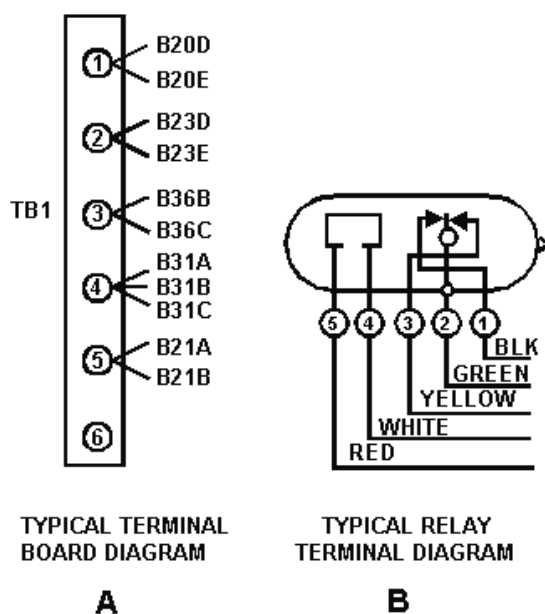 TB1
1
B20D
B20E
2
B23D
B23E
3
B36B
B36C
4
B31A
B31B
B31C
5
B21A
B21B
6
TYPICAL TERMINAL
BOARD DIAGRAM
A
5 4 3 2 1
BLK
GREEN
YELLOW
WHITE
RED
TYPICAL RELAY
TERMINAL DIAGRAM
B